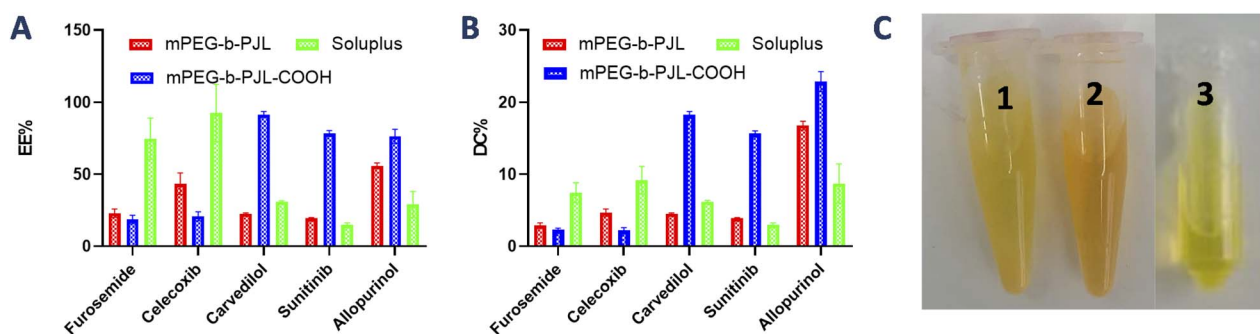 A
EE%
150
100
50
0
mPEG-b-PJL
Soluplus
mPEG-b-PJL-COOH
Furosemide
Celecoxib
Carvedilol
Sunitinib
Allopurinol
B
DC%
30
20
10
0
mPEG-b-PJL
Soluplus
mPEG-b-PJL-COOH
Furosemide
Celecoxib
Carvedilol
Sunitinib
Allopurinol
C
1
2
3